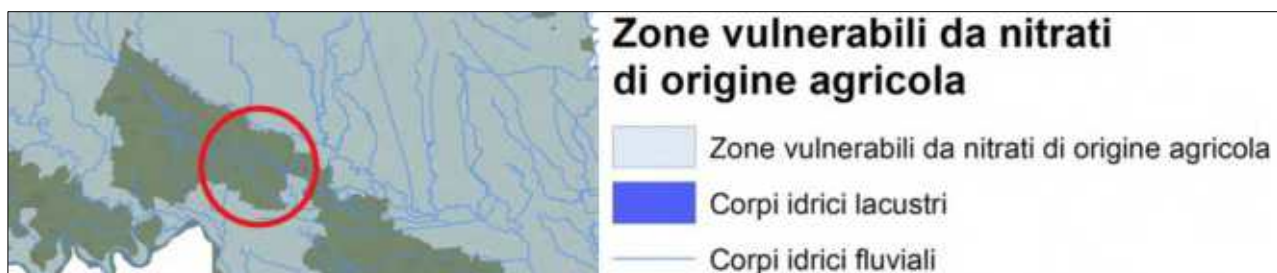 Zone vulnerabili da nitrati
di origine agricola
Zone vulnerabili da nitrati di origine agricola
Corpi idrici lacustri
Corpi idrici fluviali